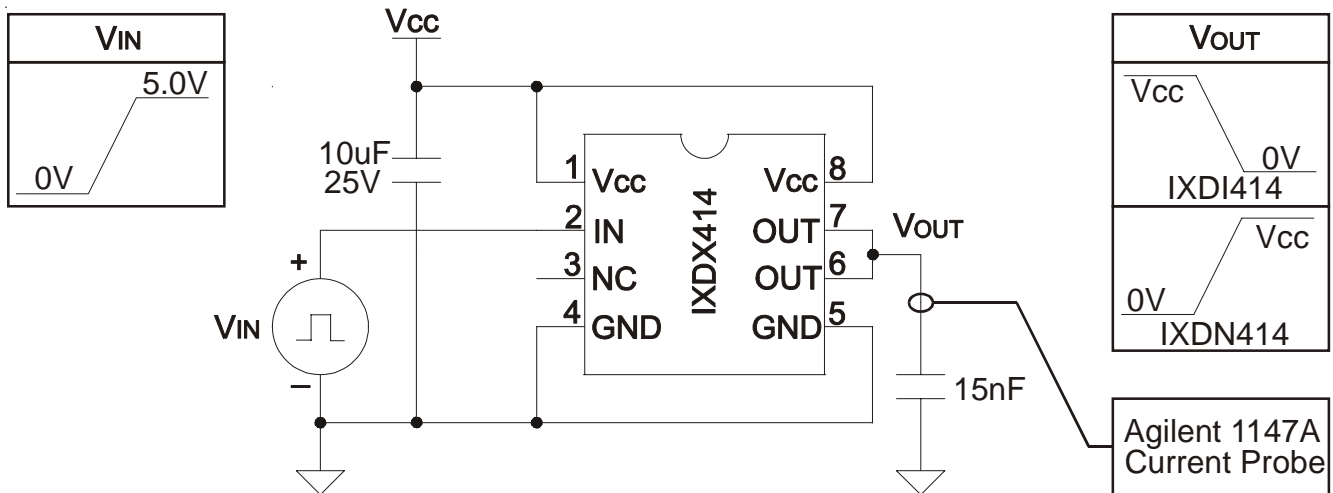 VIN
5.0V
0V
Vcc
10uF
25V
1 Vcc
2 IN
3 NC
4 GND
IXDX414
Vcc 8
OUT 7
OUT 6
GND 5
+
VIN
−
VOUT
15nF
VOUT
Vcc
0V
IXDI414
Vcc
0V
IXDN414
Agilent 1147A
Current Probe